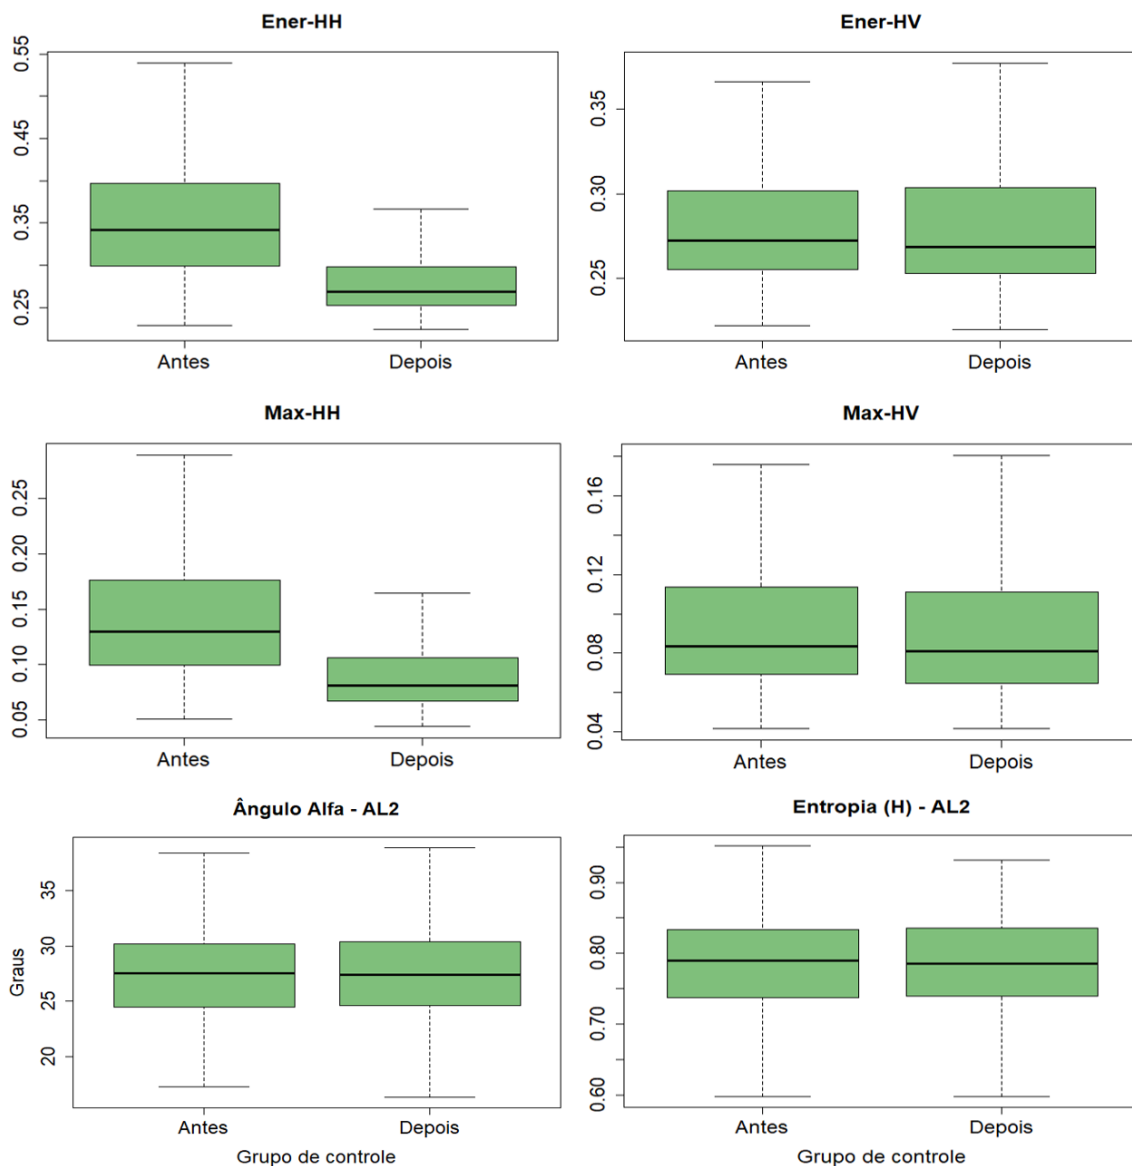 Ener-HH
0.55
0.45
0.35
0.25
Antes Depois
Ener-HV
0.35
0.30
0.25
Antes Depois
Max-HH
0.25
0.20
0.15
0.10
0.05
Antes Depois
Max-HV
0.16
0.12
0.08
0.04
Antes Depois
Ângulo Alfa - AL2
Graus
35
30
25
20
Antes Depois
Grupo de controle
Entropia (H) - AL2
0.90
0.80
0.70
0.60
Antes Depois
Grupo de controle